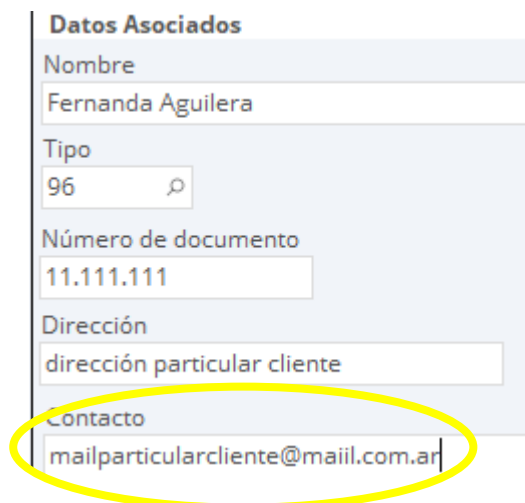 Datos Asociados
Nombre
Fernanda Aguilera
Tipo
96
Número de documento
11.111.111
Dirección
dirección particular cliente
Contacto
mailparticularcliente@maiil.com.ar